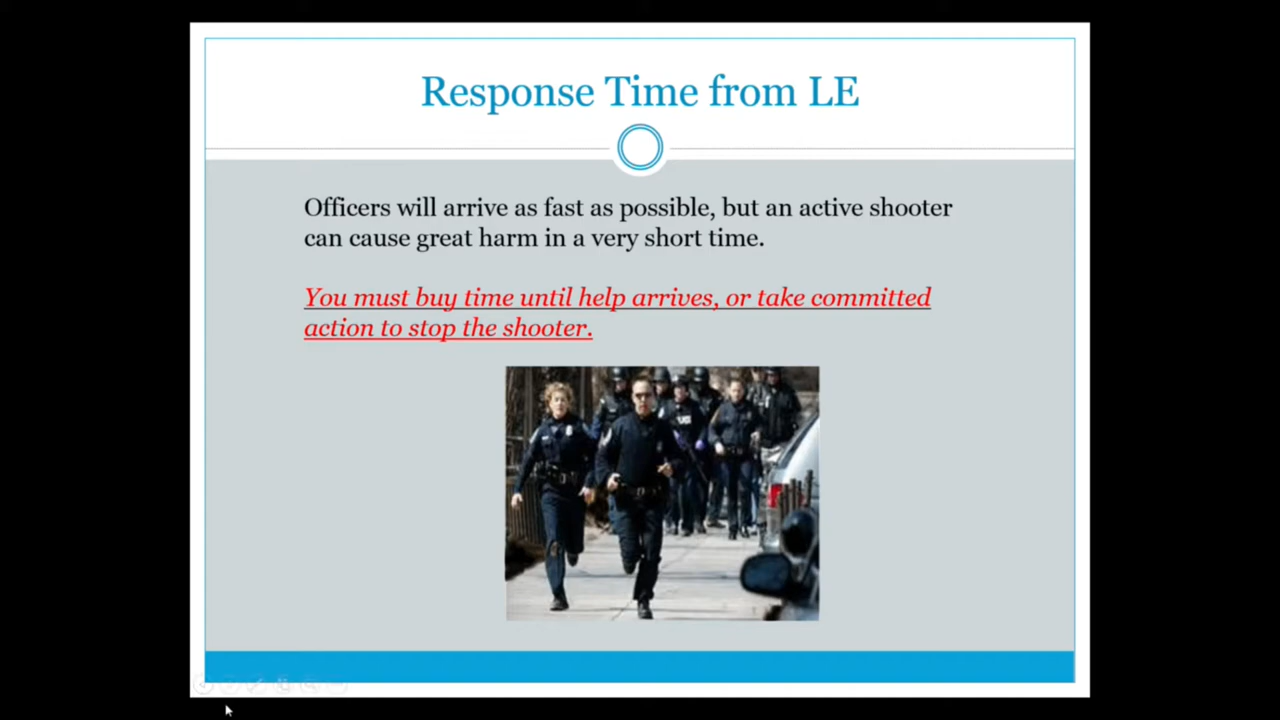 Response Time from LE
Officers will arrive as fast as possible, but an active shooter
can cause great harm in a very short time.
You must buy time until help arrives, or take committed
action to stop the shooter.